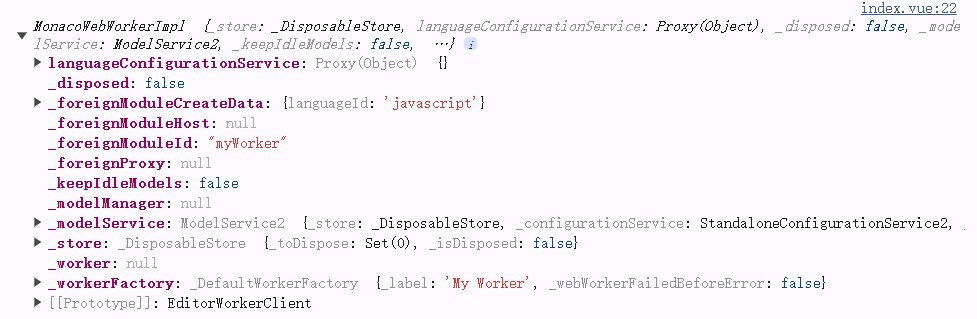 index.vue:22
MonacoWebWorkerImpl {_store: _DisposableStore, languageConfigurationService: Proxy(Object), _disposed: false, _mode
lService: ModelService2, _keepIdleModels: false, …} i
languageConfigurationService: Proxy(Object) {}
_disposed: false
_foreignModuleCreateData: {languageId: 'javascript'}
_foreignModuleHost: null
_foreignModuleId: "myWorker"
_foreignProxy: null
_keepIdleModels: false
_modelManager: null
_modelService: ModelService2 {_store: _DisposableStore, _configurationService: StandaloneConfigurationService2,
_store: _DisposableStore {_toDispose: Set(0), _isDisposed: false}
_worker: null
_workerFactory: _DefaultWorkerFactory {_label: 'My Worker', _webWorkerFailedBeforeError: false}
[[Prototype]]: EditorWorkerClient